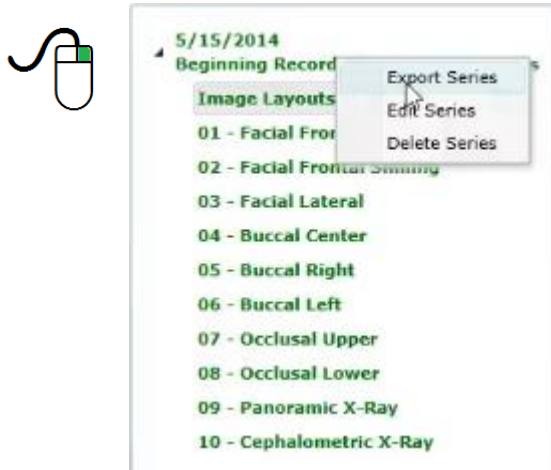 5/15/2014
Beginning Record
Export Series
Image Layouts
Edit Series
01 - Facial Fron
Delete Series
02 - Facial Frontal Smiling
03 - Facial Lateral
04 - Buccal Center
05 - Buccal Right
06 - Buccal Left
07 - Occlusal Upper
08 - Occlusal Lower
09 - Panoramic X-Ray
10 - Cephalometric X-Ray